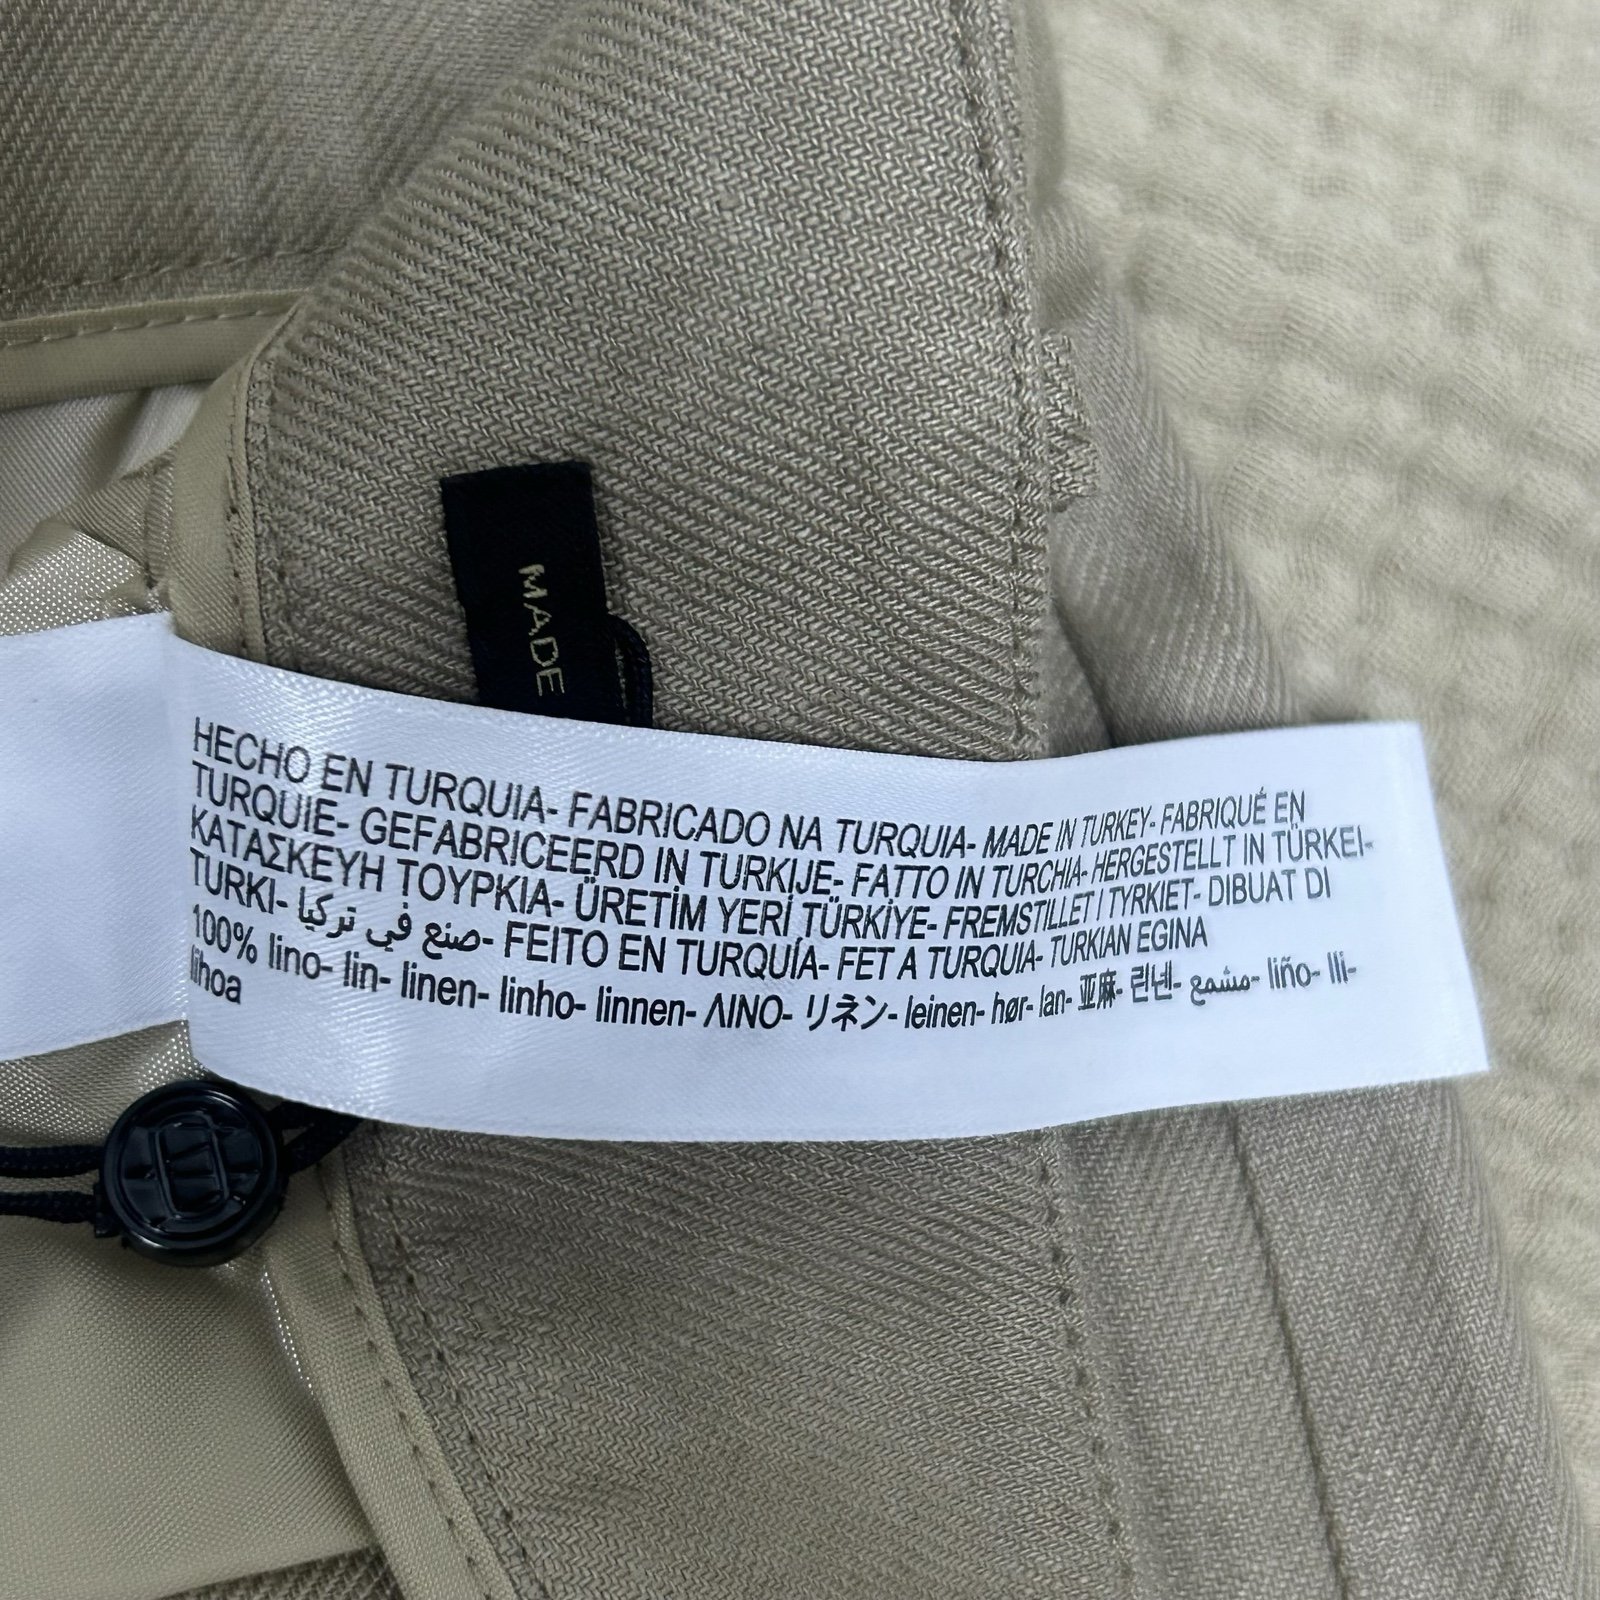 MADE
HECHO EN TURQUIA- FABRICADO NA TURQUIA- MADE IN TURKEY- FABRIQUÉ EN
TURQUIE- GEFABRICEERD IN TURKIJE- FATTO IN TURCHIA- HERGESTELLT IN TÜRKEI-
ΚΑΤΑΣΚΕΥΗ ΤΟΥΡΚΙΑ- ÜRETİM YERİ TÜRKİYE- FREMSTILLET I TYRKIET- DIBUAT DI
TURKI- صنع في تركيا- FEITO EN TURQUÍA- FET A TURQUIA- TURKIAN EGINA
100% lino- lin- linen- linho- linnen- ΛΙΝΟ- リネン- leinen- hør- lan- 亚麻- 린넨- مشمع- liño- lli-
lihoa